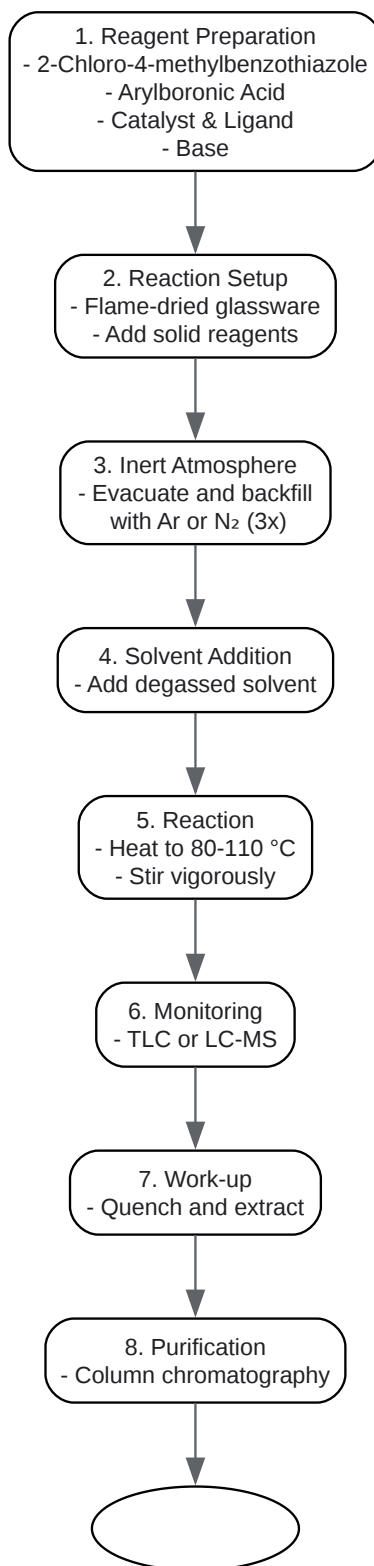 1. Reagent Preparation
- 2-Chloro-4-methylbenzothiazole
- Arylboronic Acid
- Catalyst & Ligand
- Base
2. Reaction Setup
- Flame-dried glassware
- Add solid reagents
3. Inert Atmosphere
- Evacuate and backfill
with Ar or N₂ (3x)
4. Solvent Addition
- Add degassed solvent
5. Reaction
- Heat to 80-110 °C
- Stir vigorously
6. Monitoring
- TLC or LC-MS
7. Work-up
- Quench and extract
8. Purification
- Column chromatography